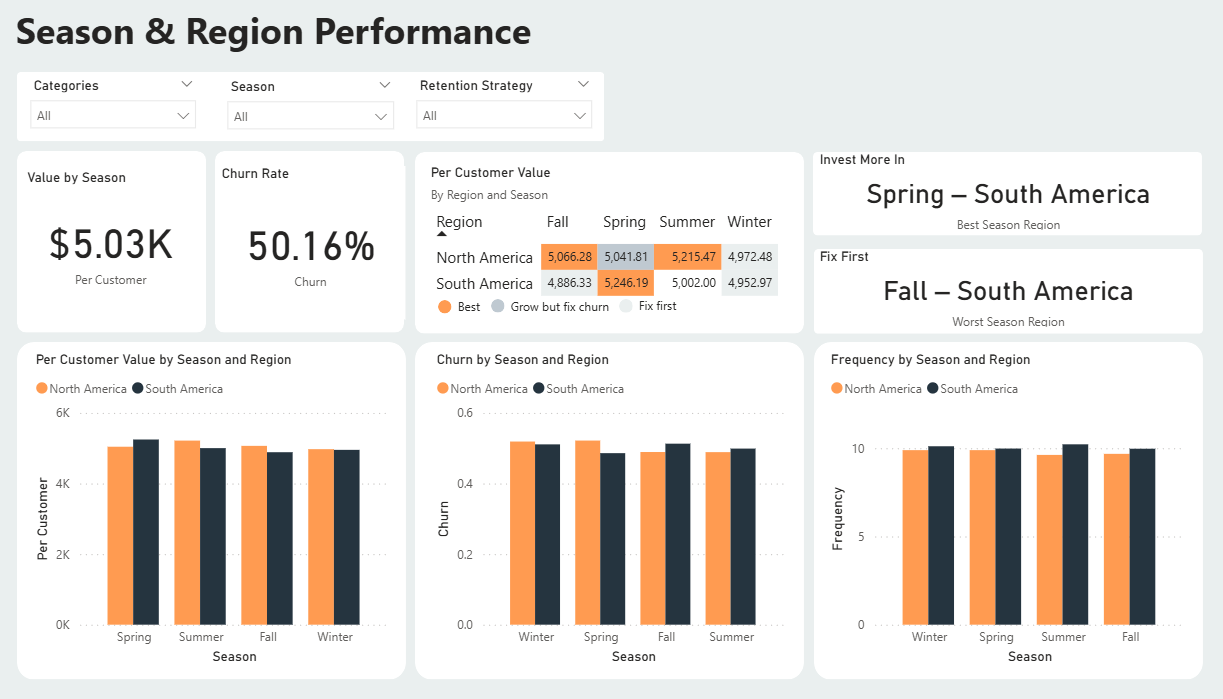 Season & Region Performance
Categories
All
Season
All
Retention Strategy
All
Value by Season
$5.03K
Per Customer
Churn Rate
50.16%
Churn
Per Customer Value
By Region and Season
Region Fall Spring Summer Winter
North America 5,066.28 5,041.81 5,215.47 4,972.48
South America 4,886.33 5,246.19 5,002.00 4,952.97
Best Grow but fix churn Fix first
Invest More In
Spring – South America
Best Season Region
Fix First
Fall – South America
Worst Season Region
Per Customer Value by Season and Region
North America South America
Per Customer
6K
4K
2K
0K
Spring Summer Fall Winter
Season
Churn by Season and Region
North America South America
Churn
0.6
0.4
0.2
0.0
Winter Spring Fall Summer
Season
Frequency by Season and Region
North America South America
Frequency
10
5
0
Winter Spring Summer Fall
Season